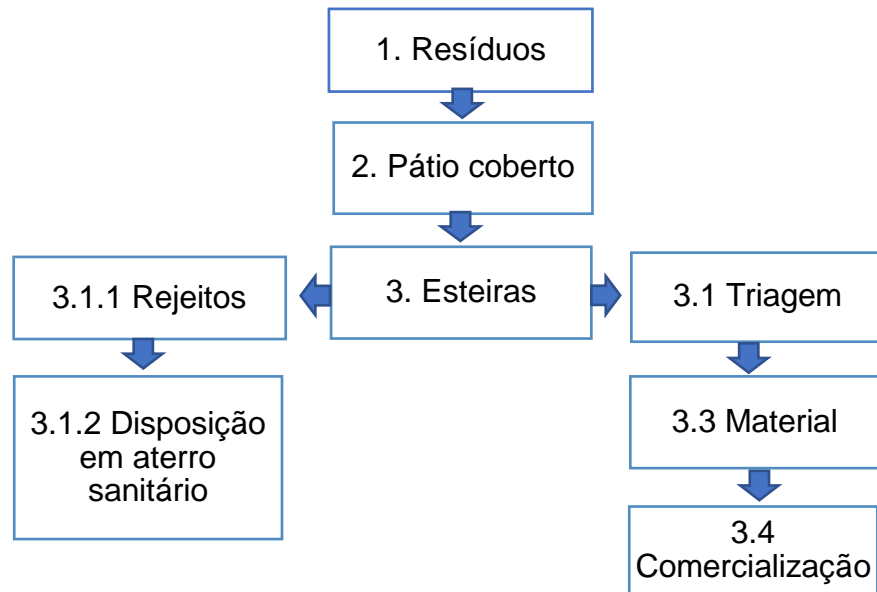 1. Resíduos
2. Pátio coberto
3.1.1 Rejeitos
3. Esteiras
3.1 Triagem
3.1.2 Disposição
em aterro
sanitário
3.3 Material
3.4
Comercialização